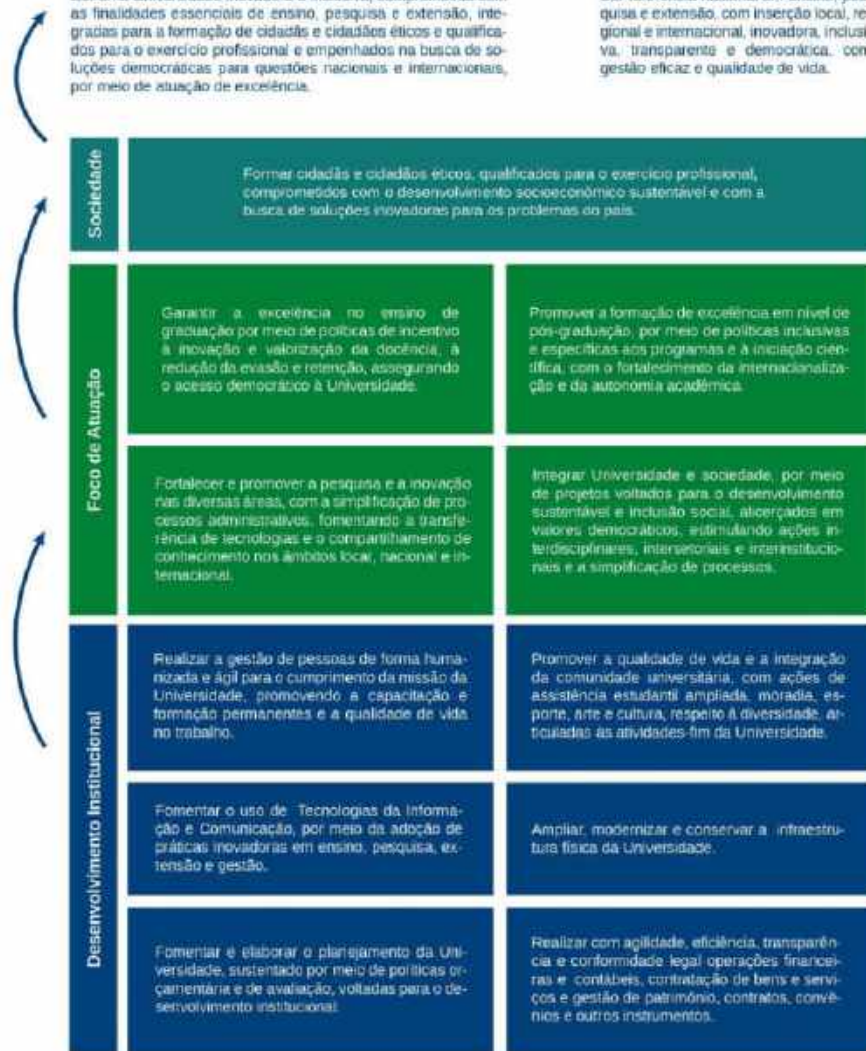 as finalidades essenciais de ensino, pesquisa e extensão, inte-
gradas para a formação de cidadãs e cidadãos éticos e qualifica-
dos para o exercício profissional e empenhados na busca de so-
luções democráticas para questões nacionais e internacionais,
por meio de atuação de excelência.
quisa e extensão, com inserção local, re
gional e internacional, inovadora, inclusi
va, transparente e democrática, com
gestão eficaz e qualidade de vida.
Sociedade
Formar cidadãs e cidadãos éticos, qualificados para o exercício profissional,
comprometidos com o desenvolvimento socioeconômico sustentável e com a
busca de soluções inovadoras para os problemas do país.
Foco de Atuação
Garantir a excelência no ensino de
graduação por meio de políticas de incentivo
à inovação e valorização da docência, à
redução da evasão e retenção, assegurando
o acesso democrático à Universidade.
Promover a formação de excelência em nível de
pós-graduação, por meio de políticas inclusivas
e específicas aos programas e à iniciação cien-
tífica, com o fortalecimento da internacionaliza-
ção e da autonomia acadêmica.
Fortalecer e promover a pesquisa e a inovação
nas diversas áreas, com a simplificação de pro-
cessos administrativos, fomentando a transfe-
rência de tecnologias e o compartilhamento de
conhecimento nos âmbitos local, nacional e in-
ternacional.
Integrar Universidade e sociedade, por meio
de projetos voltados para o desenvolvimento
sustentável e inclusão social, alicerçados em
valores democráticos, estimulando ações in-
terdisciplinares, intersetoriais e interinstitucio-
nais e a simplificação de processos.
Desenvolvimento Institucional
Realizar a gestão de pessoas de forma huma-
nizada e ágil para o cumprimento da missão da
Universidade, promovendo a capacitação e
formação permanentes e a qualidade de vida
no trabalho.
Promover a qualidade de vida e a integração
da comunidade universitária, com ações de
assistência estudantil ampliada, moradia, es-
porte, arte e cultura, respeito à diversidade, ar-
ticuladas às atividades-fim da Universidade.
Fomentar o uso de Tecnologias da Informa-
ção e Comunicação, por meio da adoção de
práticas inovadoras em ensino, pesquisa, ex-
tensão e gestão.
Ampliar, modernizar e conservar a infraestru-
tura física da Universidade.
Fomentar e elaborar o planejamento da Uni-
versidade, sustentado por meio de políticas or-
çamentária e de avaliação, voltadas para o de-
senvolvimento institucional.
Realizar com agilidade, eficiência, transparên-
cia e conformidade legal operações financei-
ras e contábeis, contratação de bens e servi-
ços e gestão de patrimônio, contratos, convê-
nios e outros instrumentos.